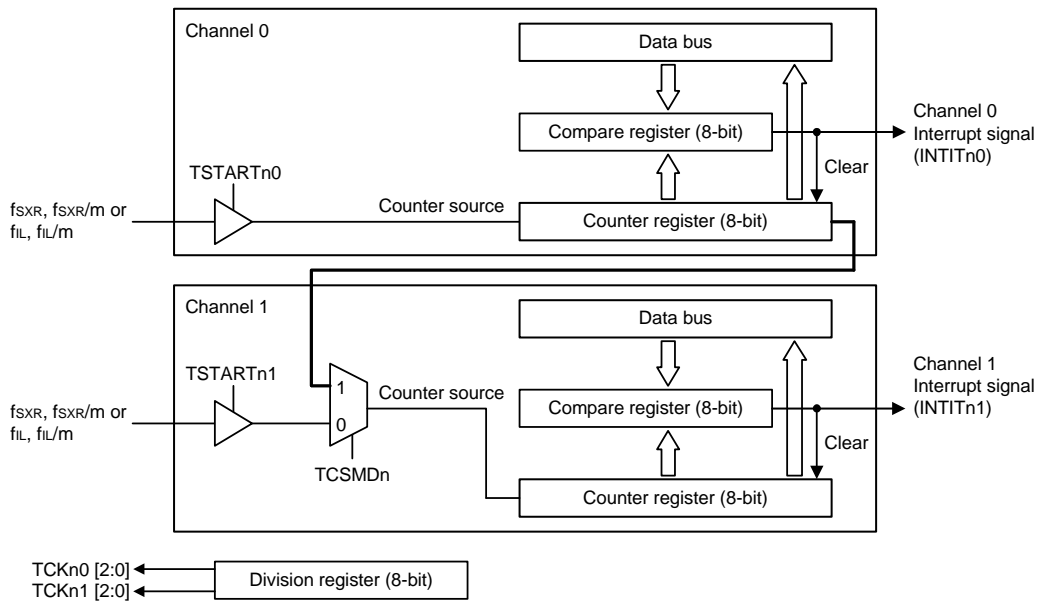 Channel 0
Data bus
Compare register (8-bit)
Channel 0
Interrupt signal
(INTITn0)
Clear
TSTARTn0
fSXR, fSXR/m or
fIL, fIL/m
Counter source
Counter register (8-bit)
Channel 1
Data bus
Channel 1
Interrupt signal
(INTITn1)
TSTARTn1
1
Counter source
Compare register (8-bit)
fSXR, fSXR/m or
fIL, fIL/m
0
Clear
TCSMDn
Counter register (8-bit)
TCKn0 [2:0]
TCKn1 [2:0]
Division register (8-bit)